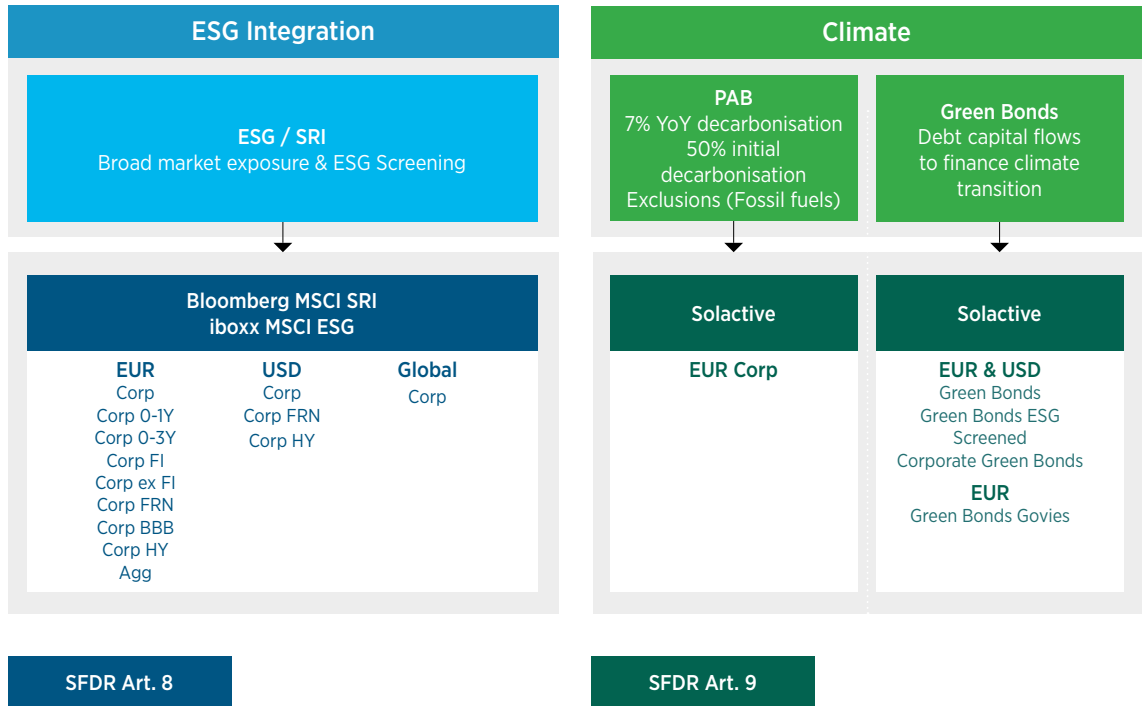 ESG Integration
ESG / SRI
Broad market exposure & ESG Screening
Bloomberg MSCI SRI
iboxx MSCI ESG
EUR
Corp
Corp 0-1Y
Corp 0-3Y
Corp FI
Corp ex FI
Corp FRN
Corp BBB
Corp HY
Agg
USD
Corp
Corp FRN
Corp HY
Global
Corp
SFDR Art. 8
Climate
PAB
7% YoY decarbonisation
50% initial
decarbonisation
Exclusions (Fossil fuels)
Solactive
EUR Corp
Green Bonds
Debt capital flows
to finance climate
transition
Solactive
EUR & USD
Green Bonds
Green Bonds ESG
Screened
Corporate Green Bonds
EUR
Green Bonds Govies
SFDR Art. 9